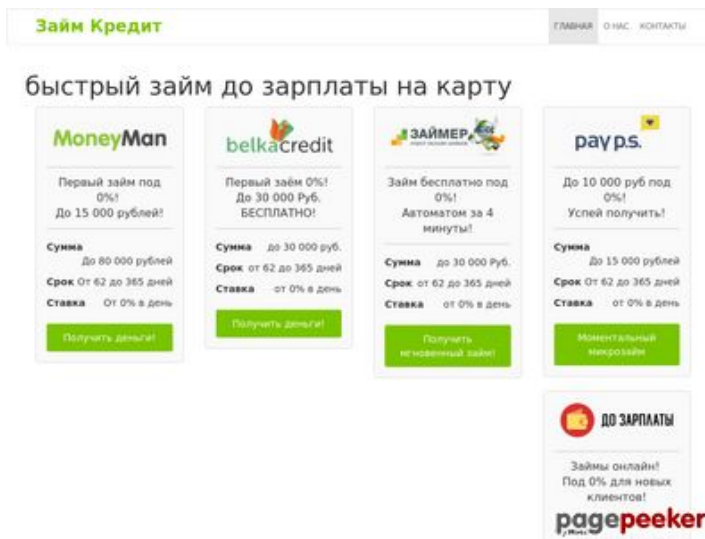 Займ Кредит
ГЛАВНАЯ О НАС. КОНТАКТЫ
быстрый займ до зарплаты на карту
MoneyMan
Первый займ под
0%!
До 15 000 рублей!
Сумма
До 80 000 рублей
Срок От 62 до 365 дней
Ставка От 0% в день
Получить деньги!
belkacredit
Первый заём 0%!
До 30 000 Руб.
БЕСПЛАТНО!
Сумма до 30 000 руб.
Срок от 62 до 365 дней
Ставка от 0% в день
Получить деньги!
ЗАЙМЕР
Займ бесплатно под
0%!
Автоматом за 4
минуты!
Сумма до 30 000 Руб.
Срок от 62 до 365 дней
Ставка от 0% в день
Получить
мгновенный займ!
pay p.s.
До 10 000 руб под
0%!
Успей получить!
Сумма
До 15 000 рублей
Срок От 62 до 365 дней
Ставка от 0% в день
Моментальный
микрозайм
ДО ЗАРПЛАТЫ
Займы онлайн!
Под 0% для новых
клиентов!
pagepeeker